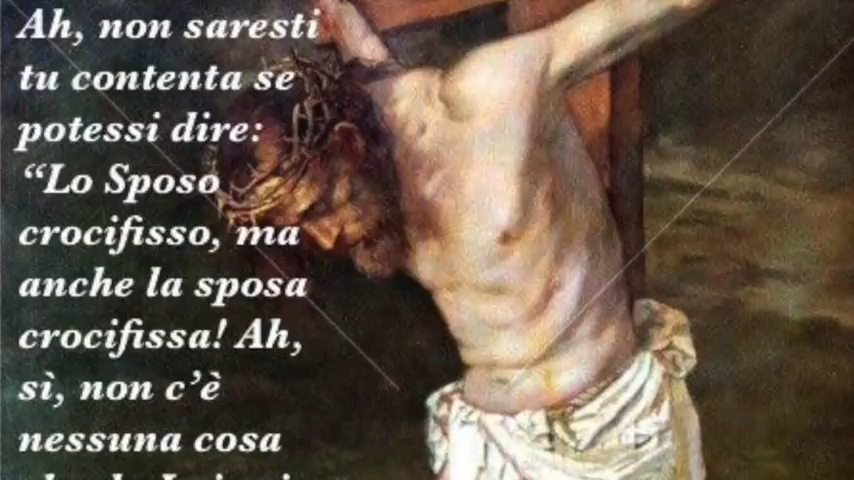 Ah, non saresti
tu contenta se
potessi dire:
“Lo Sposo
crocifisso, ma
anche la sposa
crocifissa! Ah,
sì, non c’è
nessuna cosa